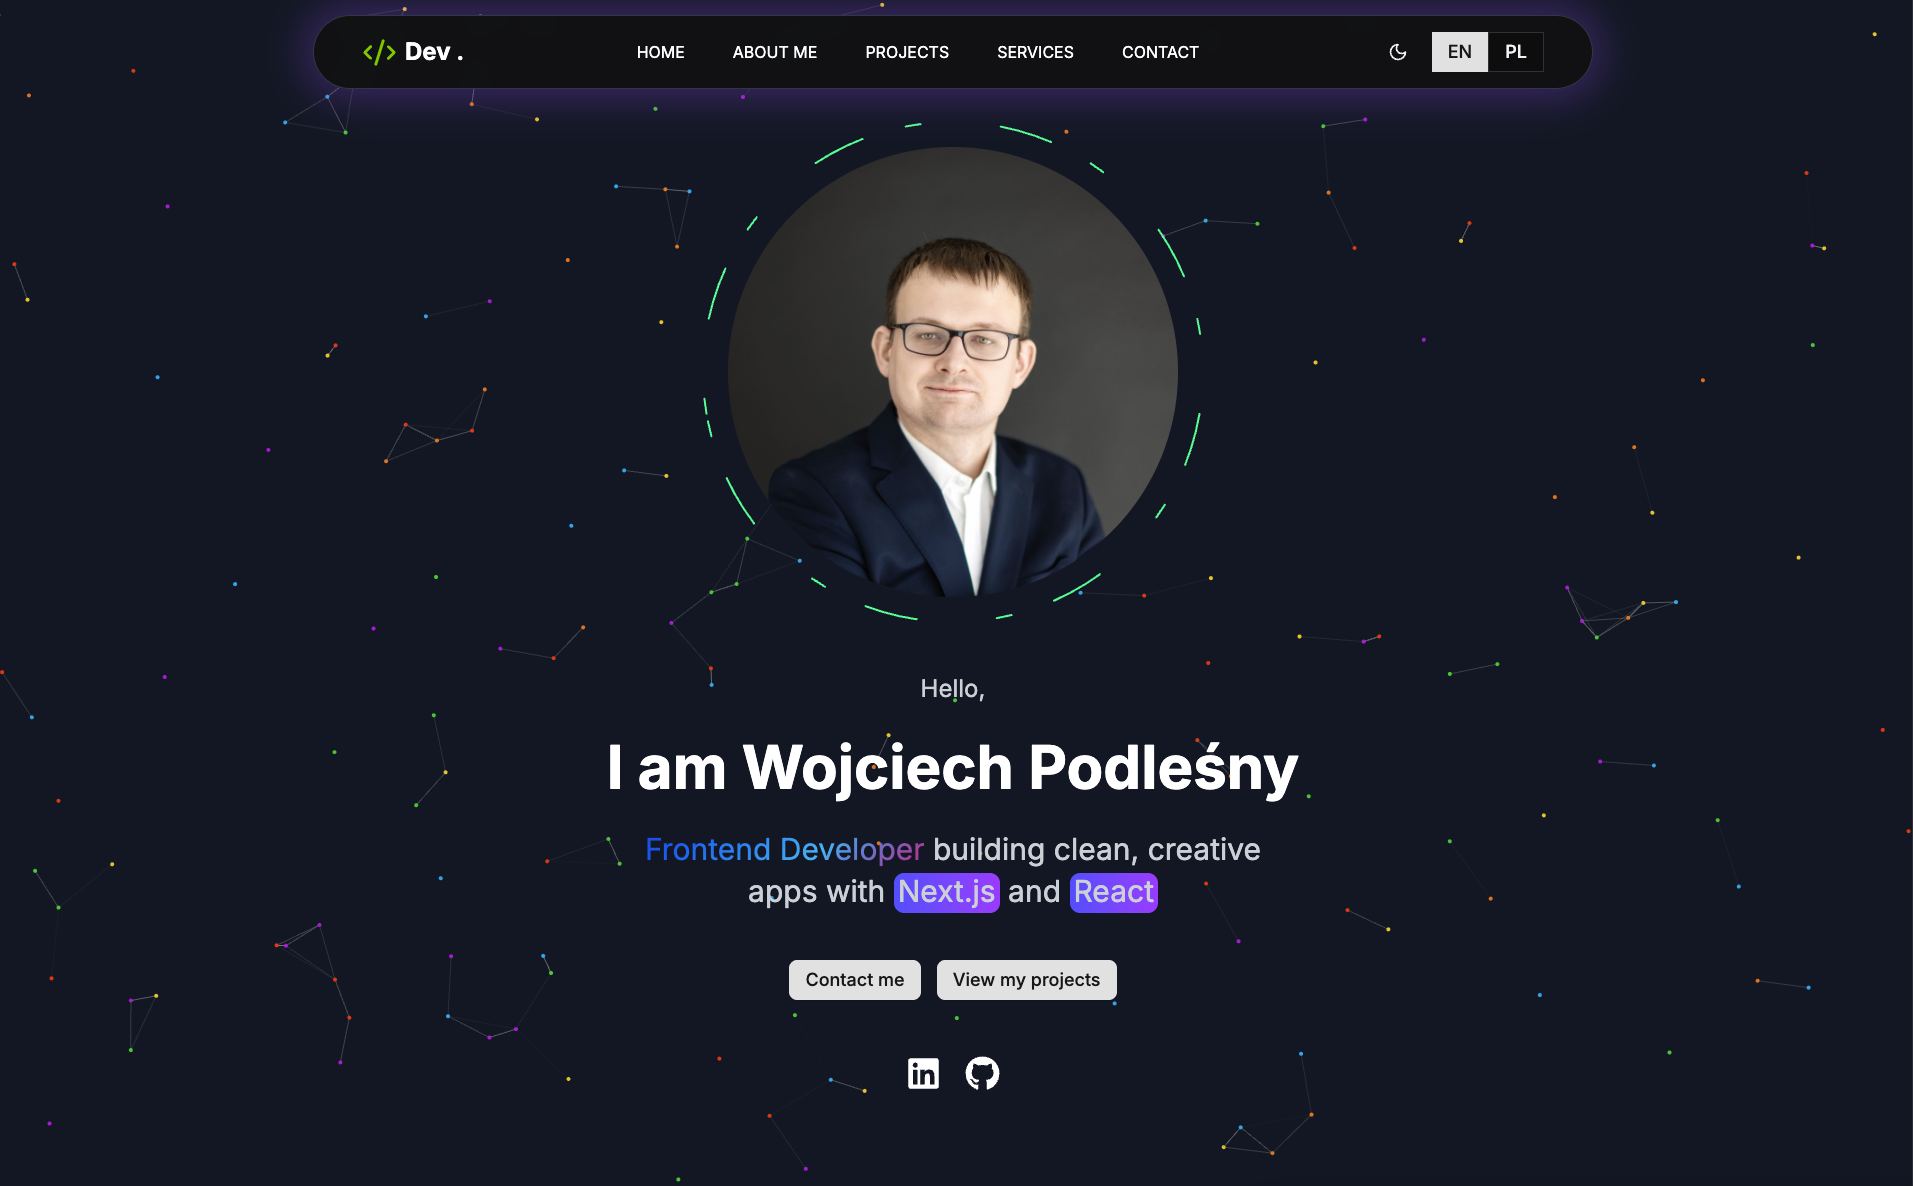 </> Dev .
HOME ABOUT ME PROJECTS SERVICES CONTACT
EN PL
Hello,
I am Wojciech Podleśny
Frontend Developer building clean, creative
apps with Next.js and React
Contact me View my projects
in